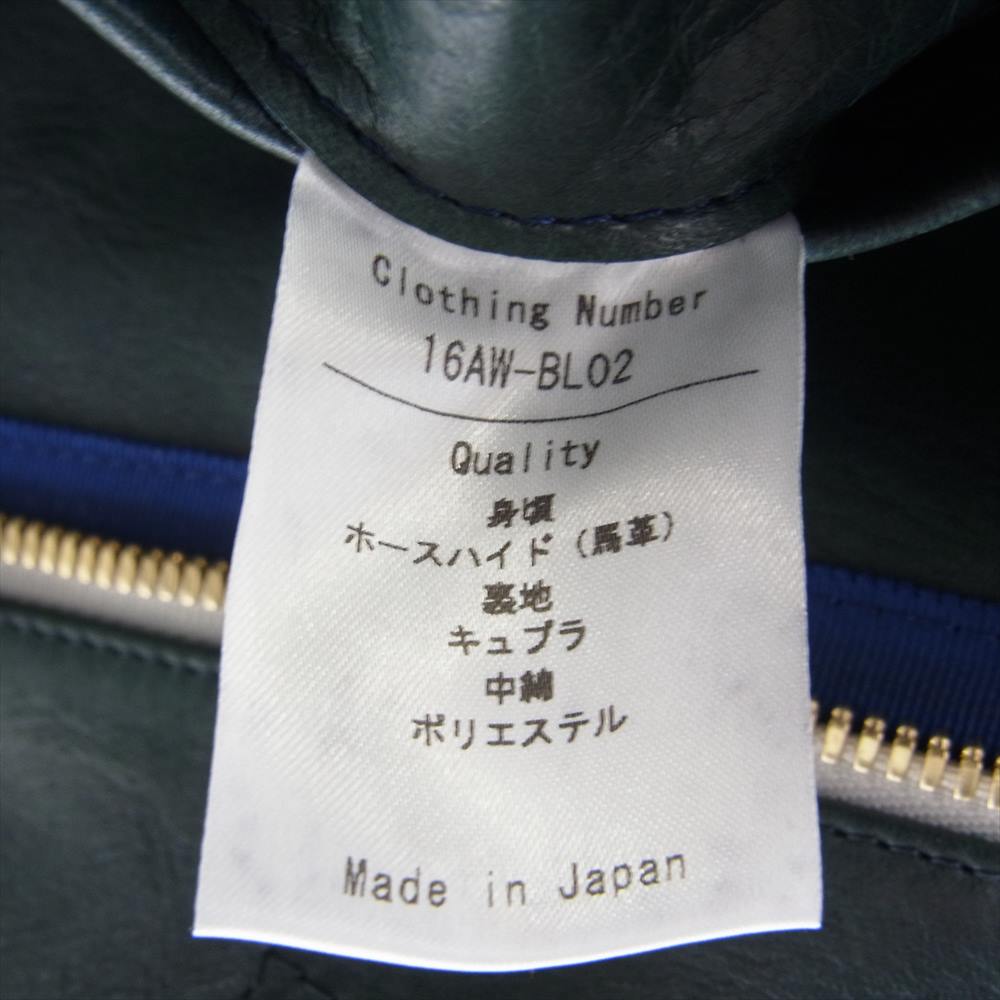 Clothing Number
16AW-BL02
Quality
身頃
ホースハイド(馬革)
裏地
キュプラ
中綿
ポリエステル
Made in Japan